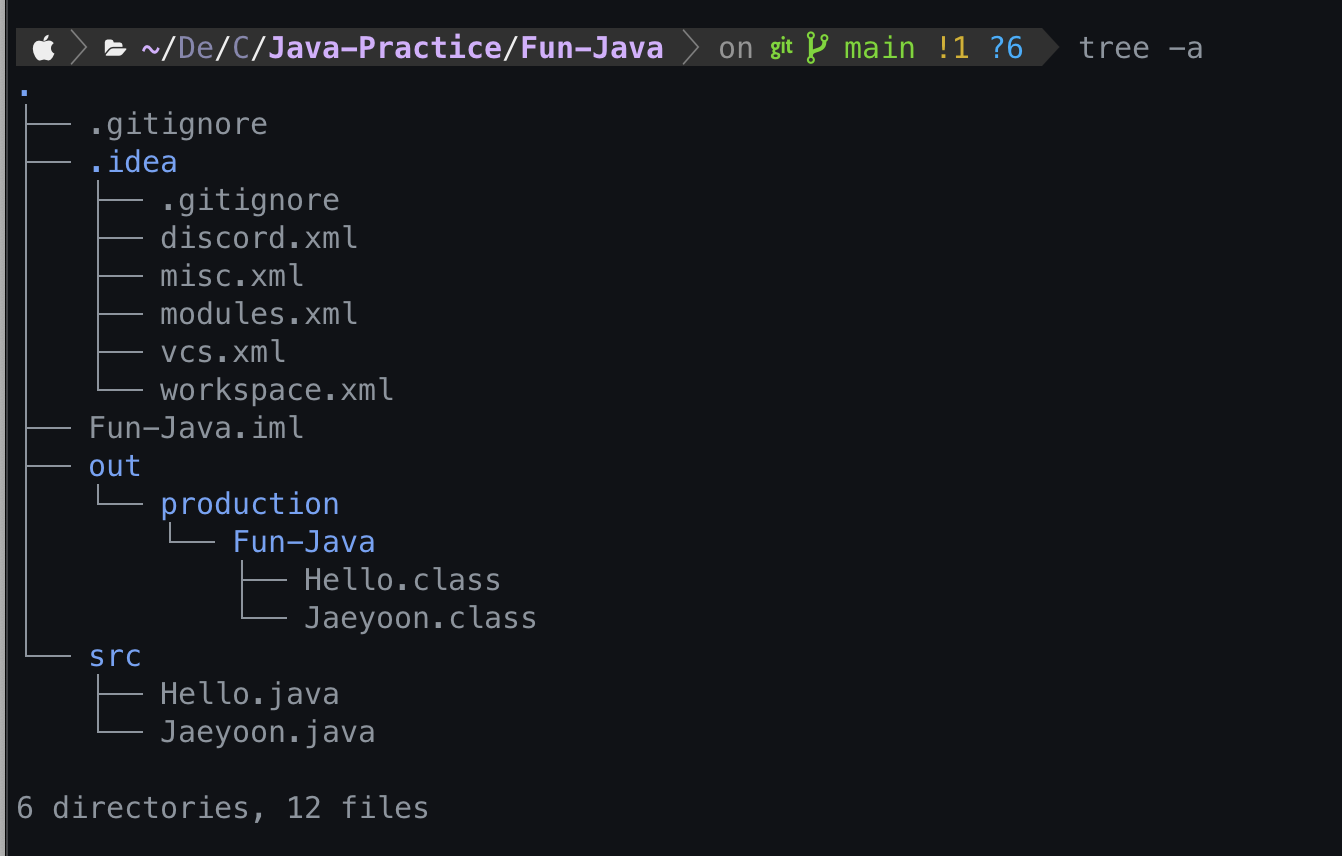 ~/De/C/Java-Practice/Fun-Java on git main !1 ?6 tree -a
.
├── .gitignore
├── .idea
│   ├── .gitignore
│   ├── discord.xml
│   ├── misc.xml
│   ├── modules.xml
│   ├── vcs.xml
│   └── workspace.xml
├── Fun-Java.iml
├── out
│   └── production
│       └── Fun-Java
│           ├── Hello.class
│           └── Jaeyoon.class
└── src
    ├── Hello.java
    └── Jaeyoon.java
6 directories, 12 files